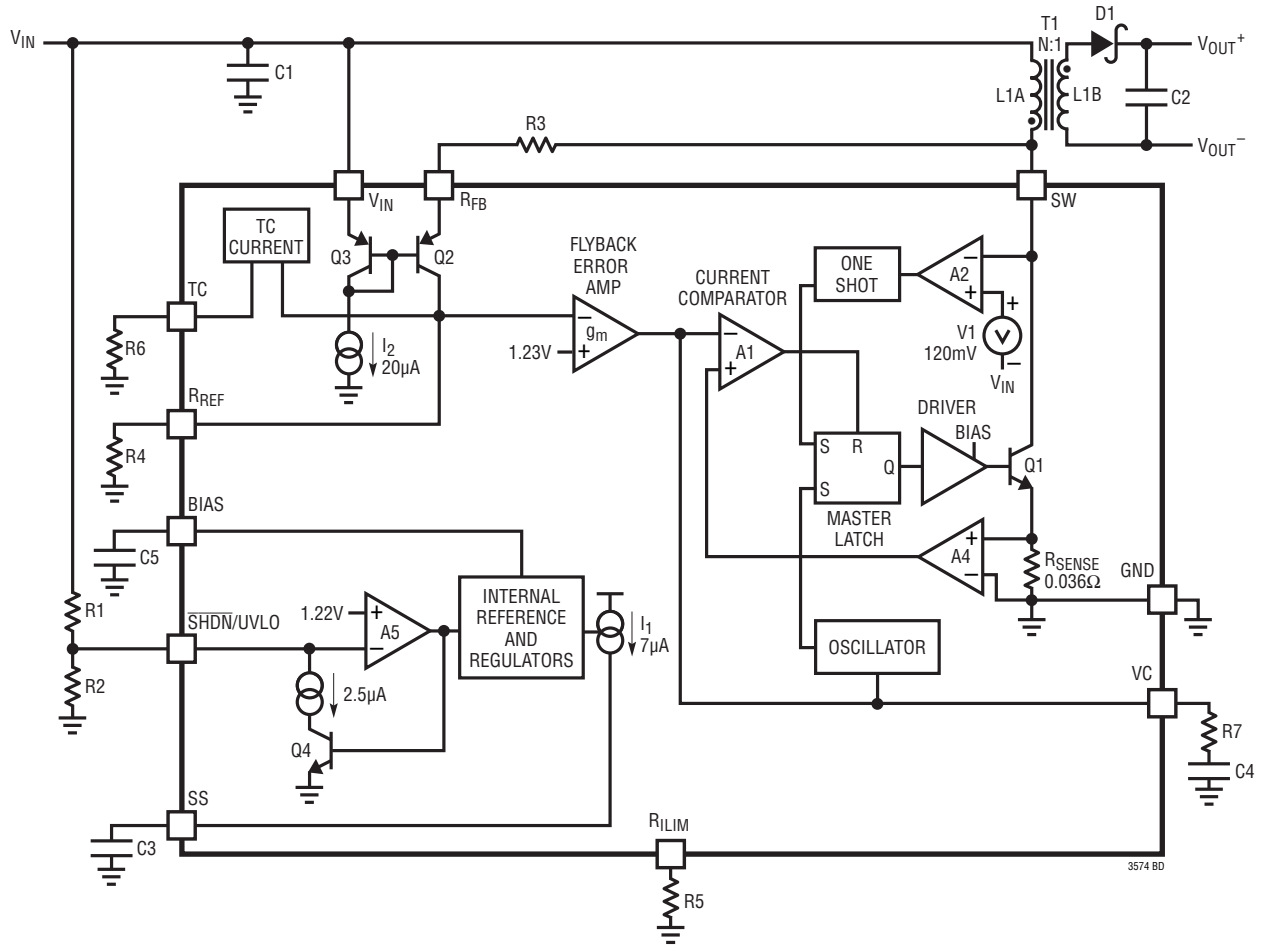 D1
T1
N:1
VIN
VOUT+
C1
L1A
L1B
C2
R3
VOUT−
VIN
RFB
SW
TC
CURRENT
Q3
Q2
FLYBACK
ERROR
AMP
CURRENT
COMPARATOR
ONE
SHOT
A2
−
+
+
V1
120mV
−
VIN
TC
R6
I2
20µA
−
gm
1.23V
+
−
A1
+
RREF
R4
DRIVER
BIAS
S
R
Q
S
Q1
MASTER
LATCH
BIAS
C5
+
A4
−
RSENSE
0.036Ω
GND
R1
SHDN/UVLO
1.22V
+
A5
−
INTERNAL
REFERENCE
AND
REGULATORS
I1
7µA
OSCILLATOR
R2
2.5µA
VC
Q4
R7
C4
SS
C3
RILIM
R5
3574 BD